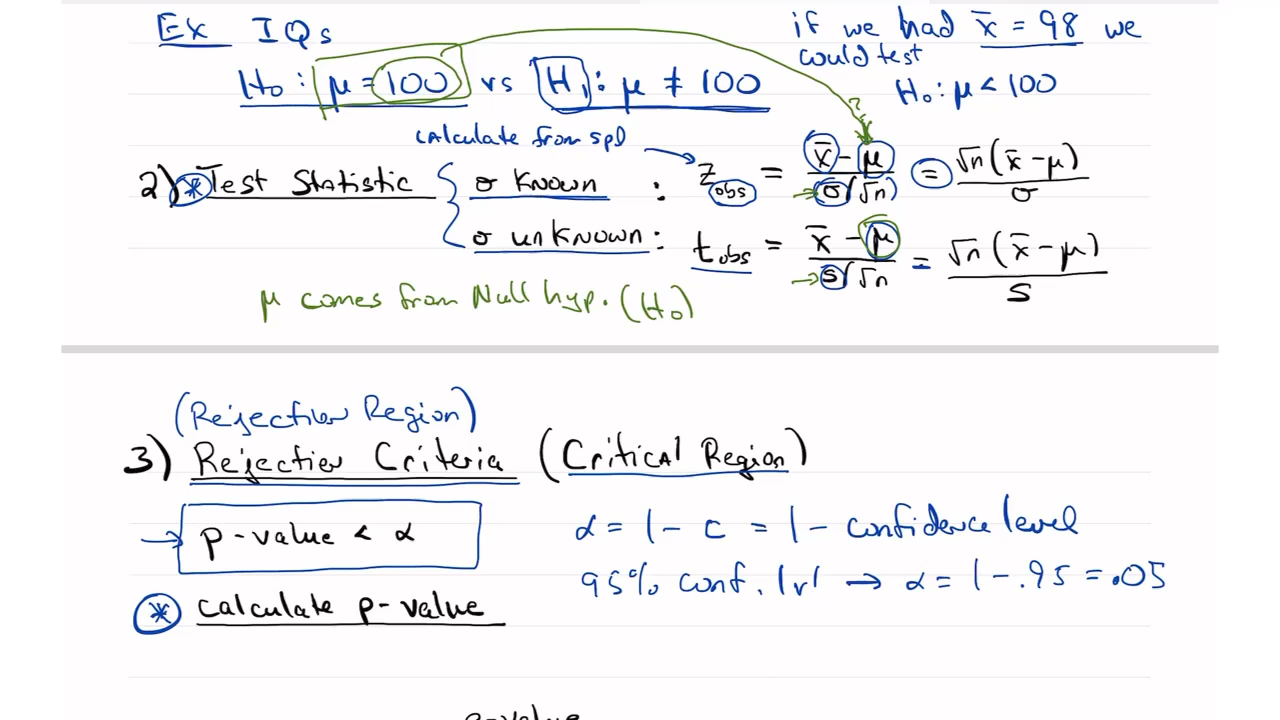 Ex IQs
if we had x̄ = 98 we
could test
H₀: μ = 100 vs H₁: μ ≠ 100
H₀: μ < 100
calculate from spl
2) * Test Statistic { σ known : z_obs = (x̄ - μ)/(σ/√n) = √n(x̄ - μ)/σ
σ unknown: t_obs = (x̄ - μ)/(s/√n) = √n(x̄ - μ)/s
μ comes from Null hyp. (H₀)
(Rejection Region)
3) Rejection Criteria (Critical Region)
→ p-value < α
α = 1 - c = 1 - confidence level
95% conf. lvl → α = 1 - .95 = .05
* calculate p-value
p-value